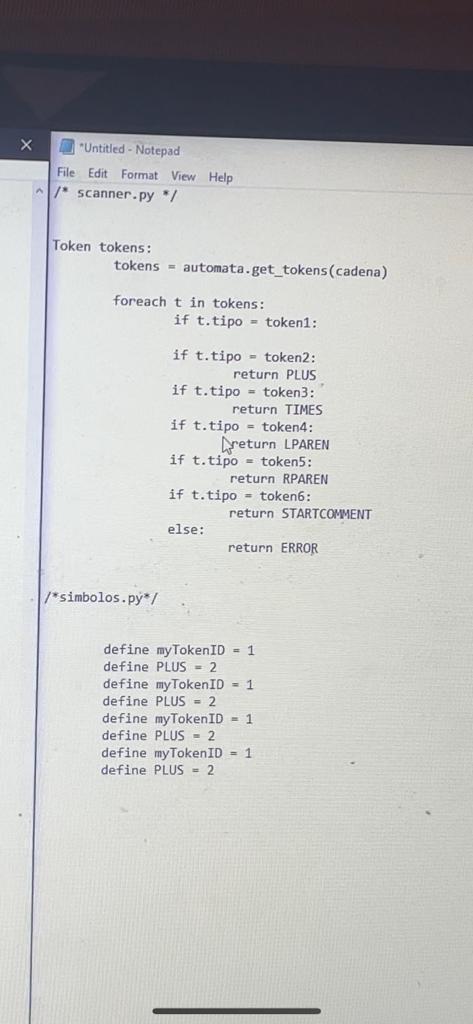 *Untitled - Notepad
File Edit Format View Help
/* scanner.py */
Token tokens:
tokens = automata.get_tokens(cadena)
foreach t in tokens:
if t.tipo = token1:
if t.tipo = token2:
return PLUS
if t.tipo = token3:
return TIMES
if t.tipo = token4:
return LPAREN
if t.tipo = token5:
return RPAREN
if t.tipo = token6:
return STARTCOMMENT
else:
return ERROR
/*simbolos.py*/
define myTokenID = 1
define PLUS = 2
define myTokenID = 1
define PLUS = 2
define myTokenID = 1
define PLUS = 2
define myTokenID = 1
define PLUS = 2